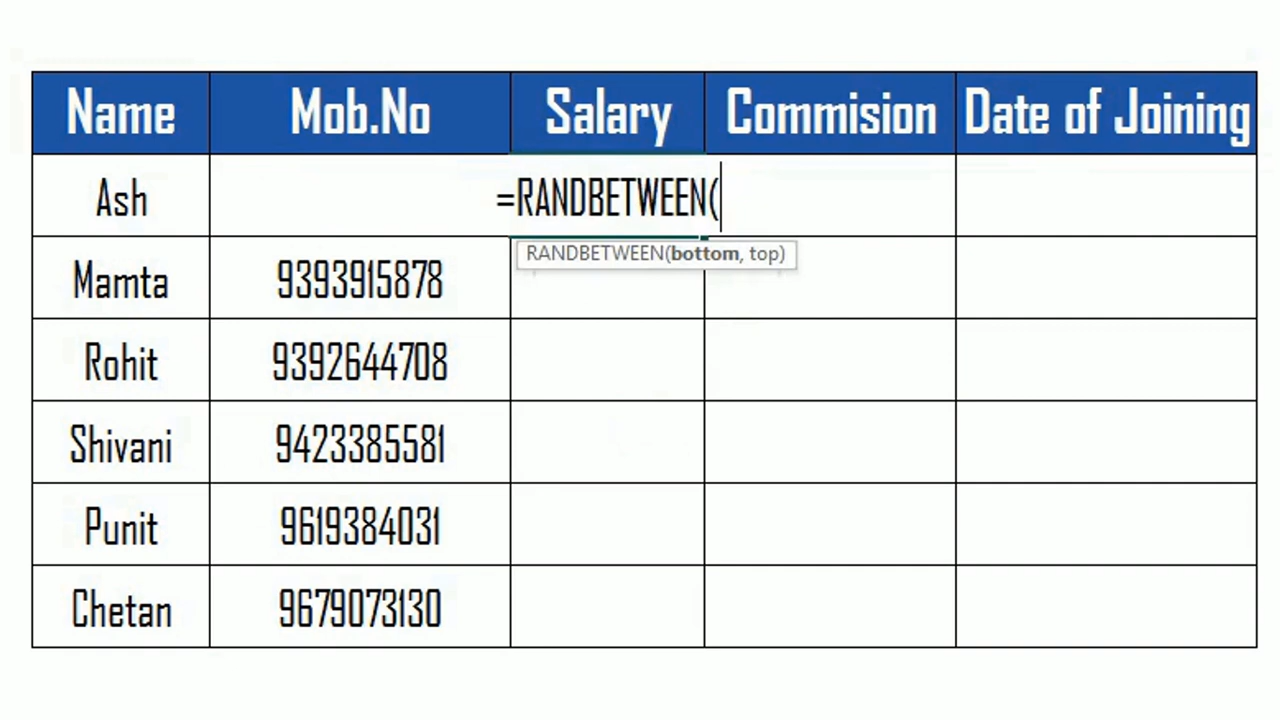 Name Mob.No Salary Commision Date of Joining
Ash =RANDBETWEEN(
RANDBETWEEN(bottom, top)
Mamta 9393915878
Rohit 9392644708
Shivani 9423385581
Punit 9619384031
Chetan 9679073130